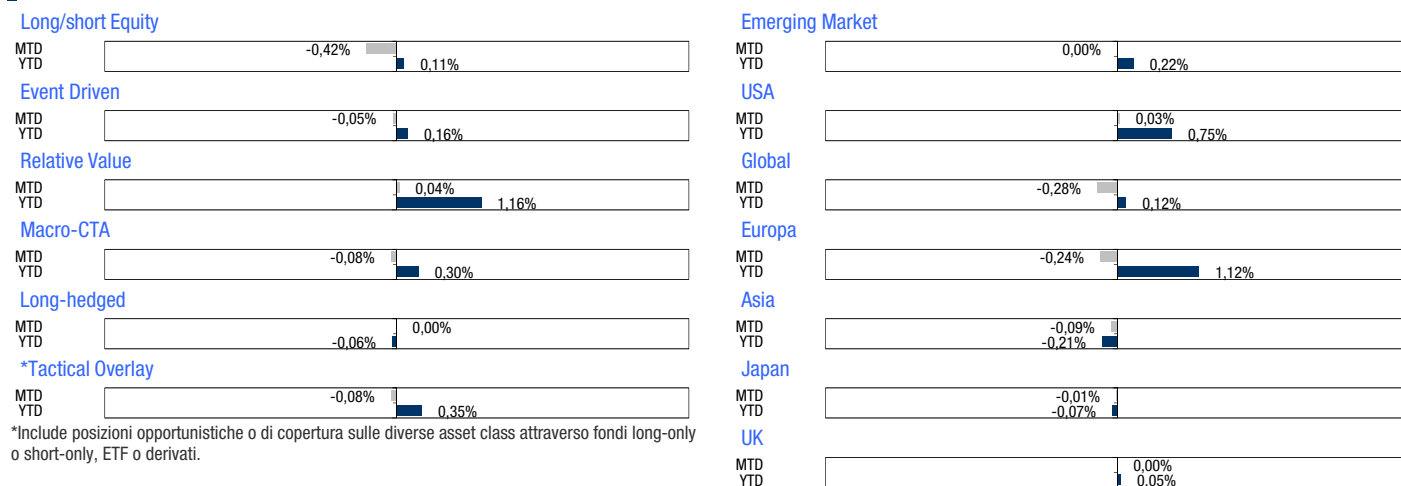 Long/short Equity
MTD -0,42%
YTD 0,11%
Event Driven
MTD -0,05%
YTD 0,16%
Relative Value
MTD 0,04%
YTD 1,16%
Macro-CTA
MTD -0,08%
YTD 0,30%
Long-hedged
MTD 0,00%
YTD -0,06%
*Tactical Overlay
MTD -0,08%
YTD 0,35%
*Include posizioni opportunistiche o di copertura sulle diverse asset class attraverso fondi long-only
o short-only, ETF o derivati.
Emerging Market
MTD 0,00%
YTD 0,22%
USA
MTD 0,03%
YTD 0,75%
Global
MTD -0,28%
YTD 0,12%
Europa
MTD -0,24%
YTD 1,12%
Asia
MTD -0,09%
YTD -0,21%
Japan
MTD -0,01%
YTD -0,07%
UK
MTD 0,00%
YTD 0,05%